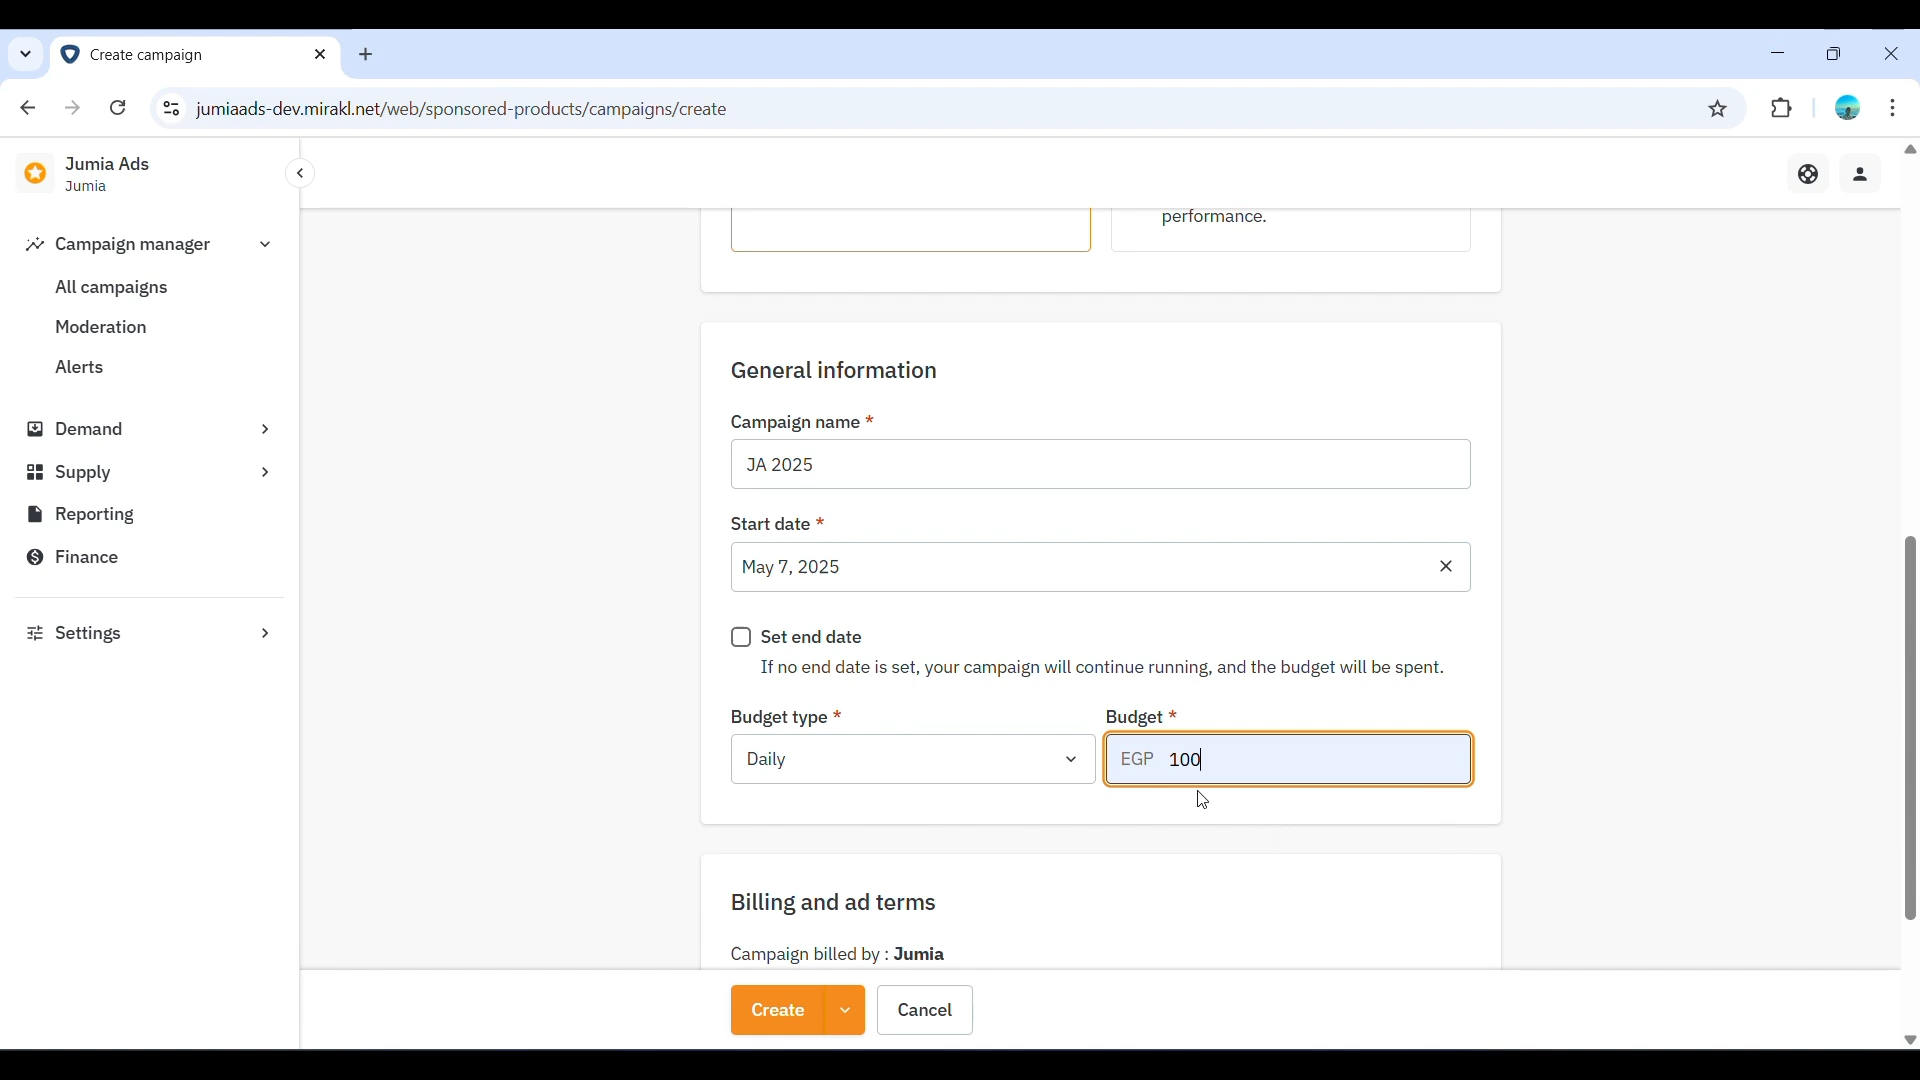 Create campaign
jumiaads-dev.mirakl.net/web/sponsored-products/campaigns/create
Jumia Ads
Jumia
Campaign manager
All campaigns
Moderation
Alerts
Demand
Supply
Reporting
Finance
Settings
performance.
General information
Campaign name *
JA 2025
Start date *
May 7, 2025
Set end date
If no end date is set, your campaign will continue running, and the budget will be spent.
Budget type * Budget *
Daily EGP 100
Billing and ad terms
Campaign billed by : Jumia
Create Cancel